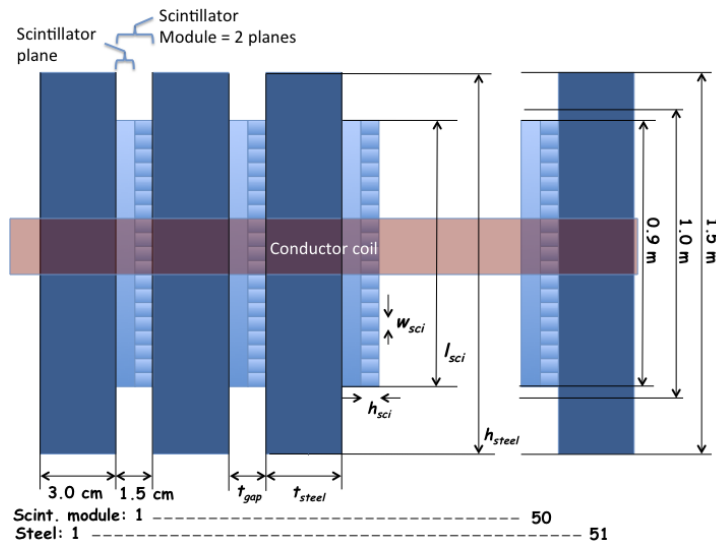 Scintillator
Module = 2 planes
Scintillator
plane
Conductor coil
w_sci
l_sci
h_sci
h_steel
0.9 m
1.0 m
1.5 m
3.0 cm
1.5 cm
t_gap
t_steel
Scint. module: 1 ---------------------------- 50
Steel: 1 ------------------------------------ 51